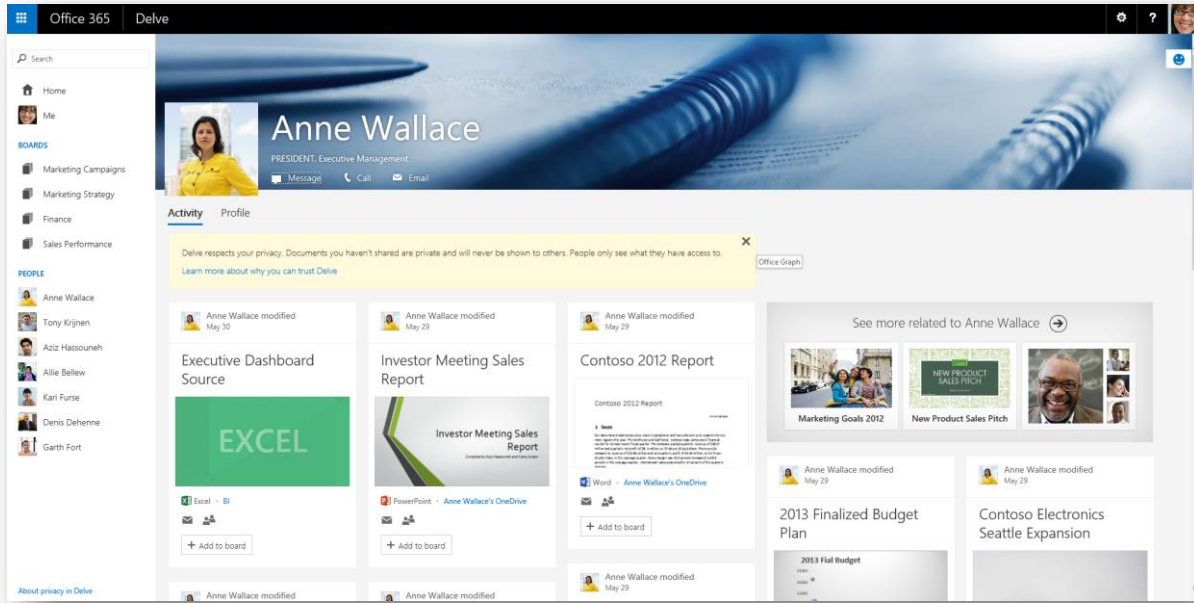 Office 365
Delve
?
Search
Home
Me
BOARDS
Marketing Campaigns
Marketing Strategy
Finance
Sales Performance
PEOPLE
Anne Wallace
Tony Krijnen
Aziz Hassouneh
Allie Bellew
Kari Furse
Denis Dehenne
Garth Fort
About privacy in Delve
Anne Wallace
PRESIDENT, Executive Management
Message
Call
Email
Activity
Profile
Delve respects your privacy. Documents you haven't shared are private and will never be shown to others. People only see what they have access to.
Learn more about why you can trust Delve
Office Graph
Anne Wallace modified
May 30
Executive Dashboard
Source
EXCEL
Excel - BI
+ Add to board
Anne Wallace modified
Anne Wallace modified
May 29
Investor Meeting Sales
Report
Investor Meeting Sales
Report
PowerPoint - Anne Wallace's OneDrive
+ Add to board
Anne Wallace modified
Anne Wallace modified
May 29
Contoso 2012 Report
Contoso 2012 Report
Word - Anne Wallace's OneDrive
+ Add to board
Anne Wallace modified
May 29
See more related to Anne Wallace
Marketing Goals 2012
NEW PRODUCT
SALES PITCH
New Product Sales Pitch
Anne Wallace modified
May 29
2013 Finalized Budget
Plan
2013 Fial Budget
Anne Wallace modified
May 29
Contoso Electronics
Seattle Expansion